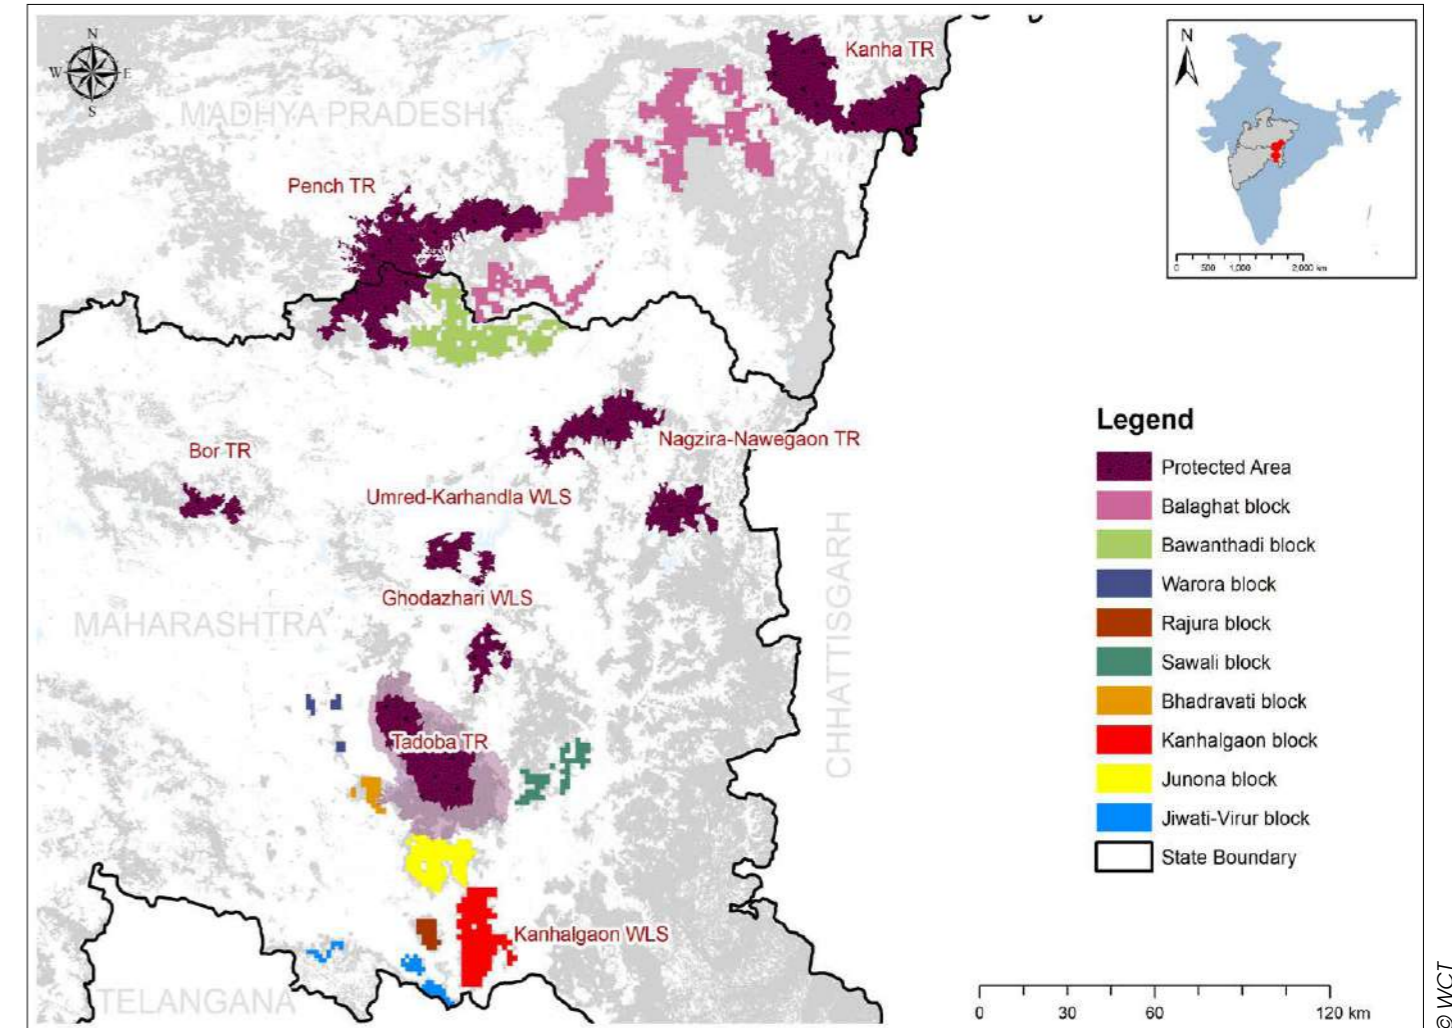 N
W
E
S
MADHYA PRADESH
Kanha TR
Pench TR
N
0 500 1,000 2,000 km
Nagzira-Nawegaon TR
Bor TR
Umred-Karhandla WLS
Ghodazhari WLS
MAHARASHTRA
CHHATTISGARH
Tadoba TR
Kanhalgaon WLS
TELANGANA
Legend
Protected Area
Balaghat block
Bawanthadi block
Warora block
Rajura block
Sawali block
Bhadravati block
Kanhalgaon block
Junona block
Jiwati-Virur block
State Boundary
0 30 60 120 km
© WCT